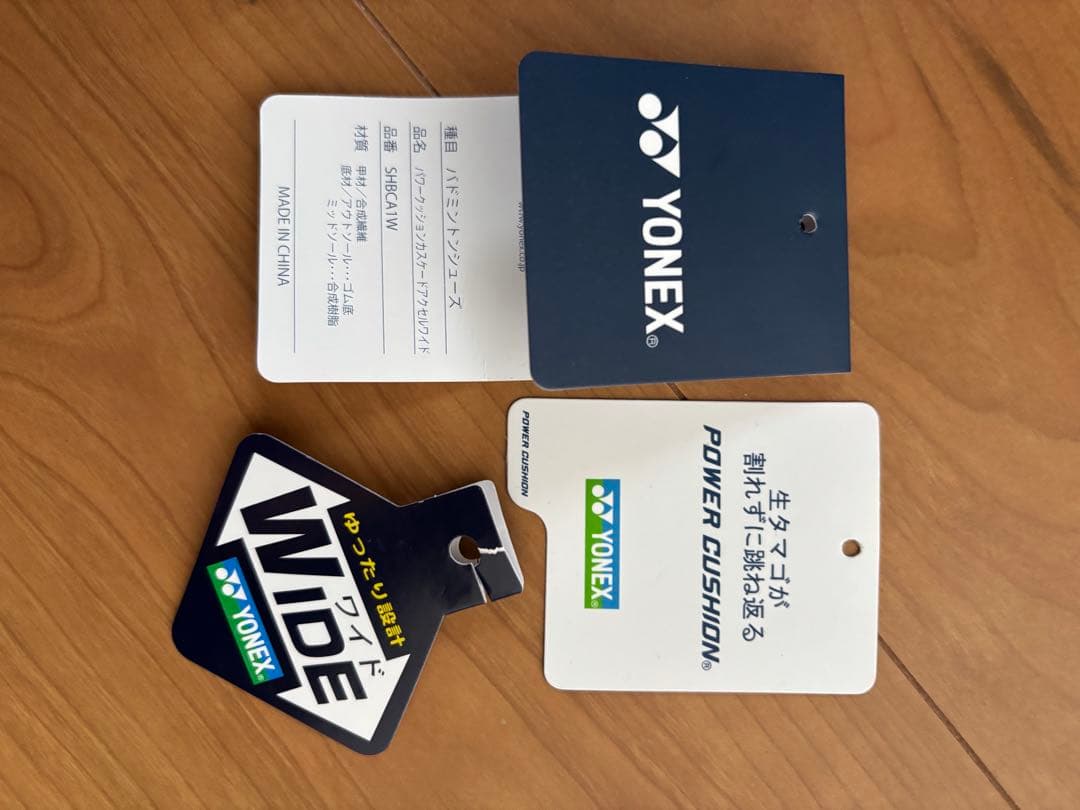 YONEX®
www.yonex.co.jp
種目 バドミントンシューズ
品名 パワークッションカスケードアクセルワイド
品番 SHBCA1W
材質 甲材/合成繊維
底材/アウトソール・・・ゴム底
ミッドソール・・・合成樹脂
MADE IN CHINA
生タマゴが
割れずに跳ね返る
POWER CUSHION®
YONEX®
POWER CUSHION
ゆったり設計
ワイド
WIDE
YONEX®